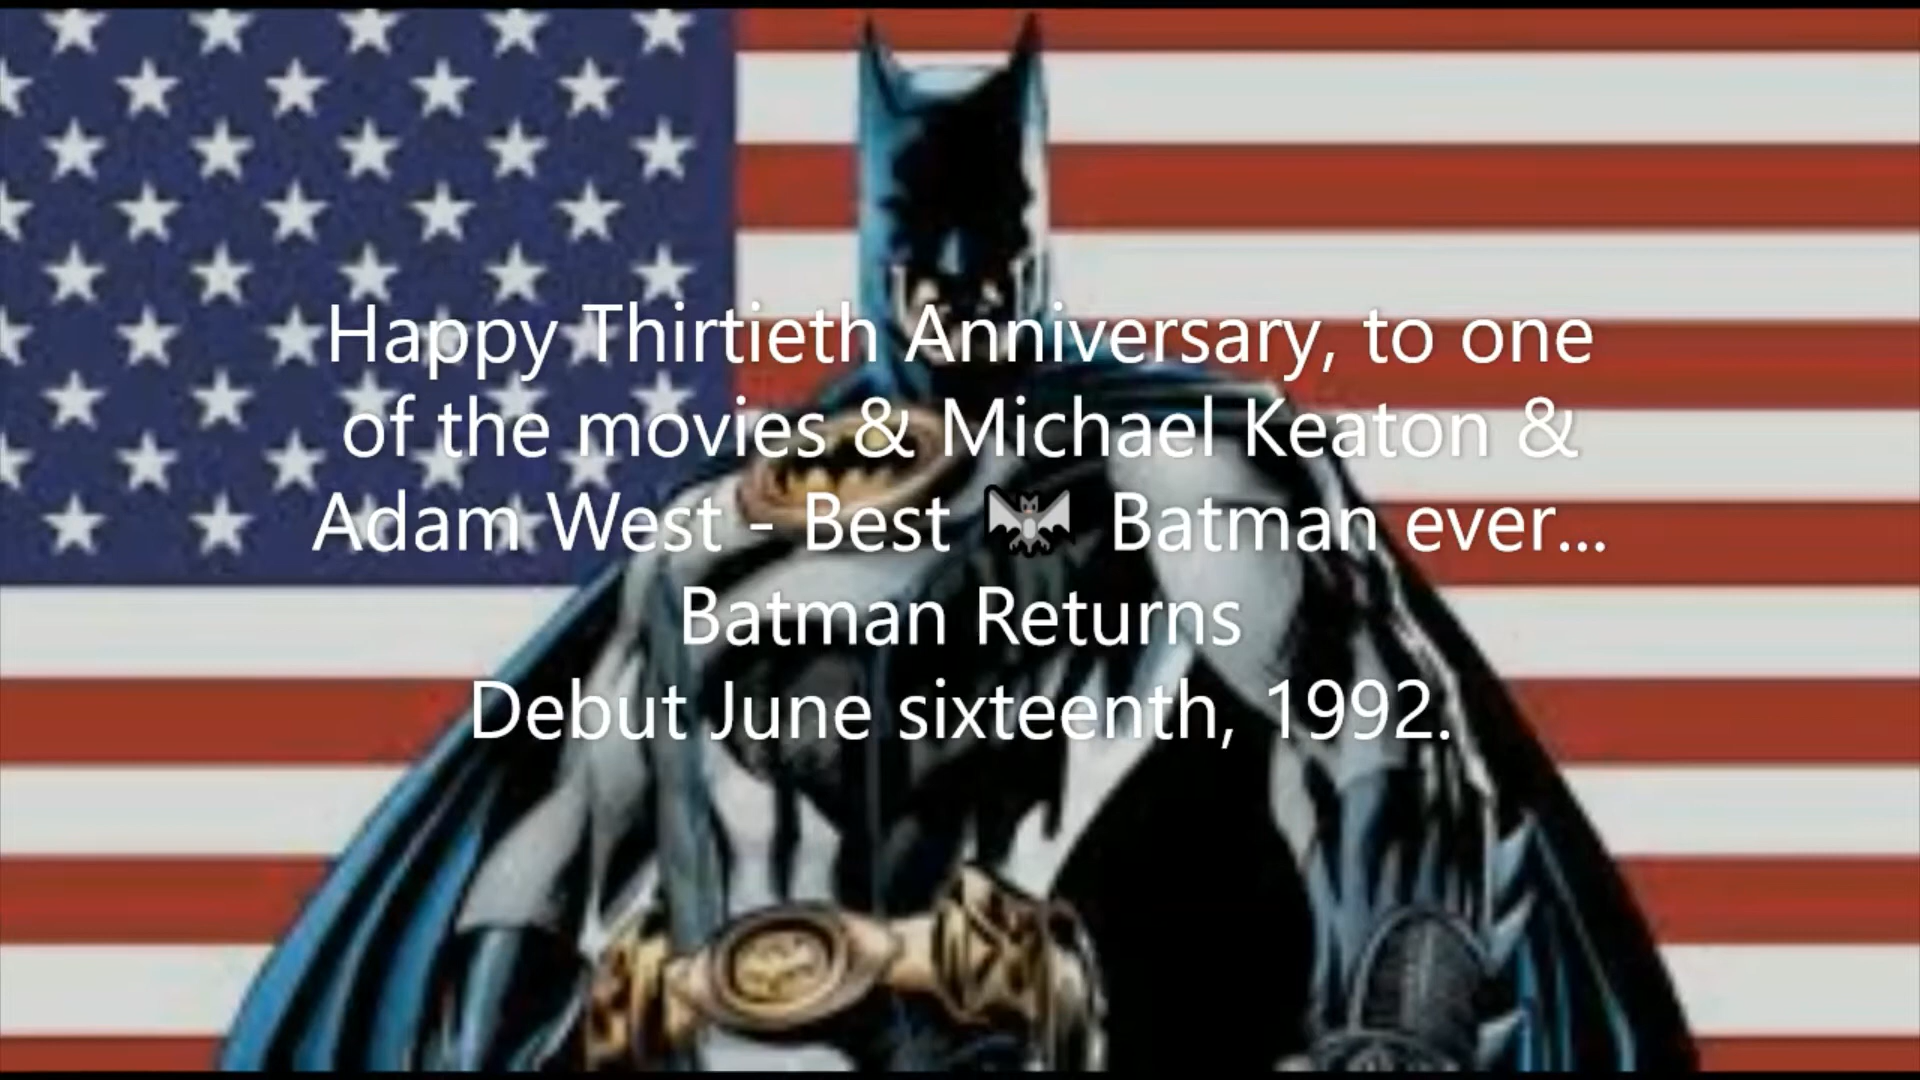 Happy Thirtieth Anniversary, to one
of the movies & Michael Keaton &
Adam West - Best 🦇 Batman ever...
Batman Returns
Debut June sixteenth, 1992.